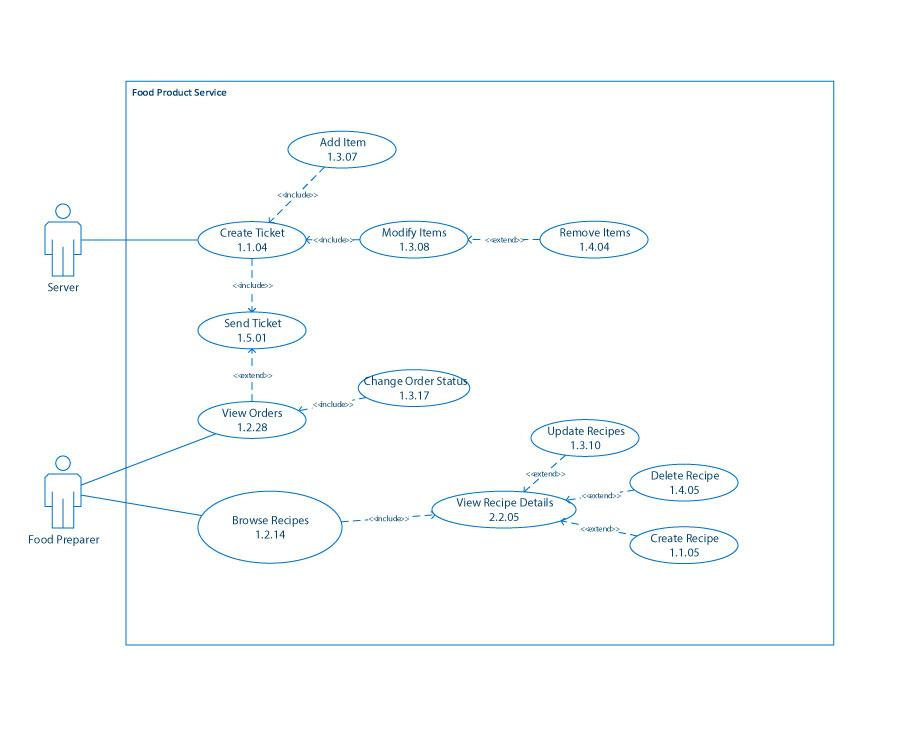 Food Product Service
Add Item
1.3.07
<<include>>
Create Ticket
1.1.04
<<include>>
Modify Items
1.3.08
<<extend>>
Remove Items
1.4.04
Server
<<include>>
Send Ticket
1.5.01
<<extend>>
Change Order Status
1.3.17
<<include>>
View Orders
1.2.28
Update Recipes
1.3.10
<<extend>>
Delete Recipe
1.4.05
<<extend>>
View Recipe Details
2.2.05
Browse Recipes
1.2.14
<<include>>
<<extend>>
Create Recipe
1.1.05
Food Preparer